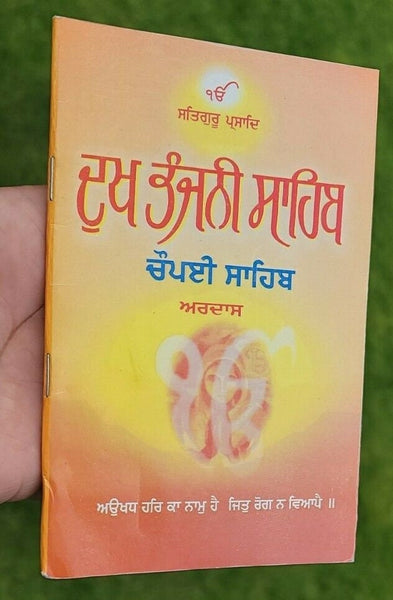 ੴ
ਸਤਿਗੁਰੂ ਪ੍ਰਸਾਦਿ
ਦੁਖ ਭੰਜਨੀ ਸਾਹਿਬ
ਚੌਪਈ ਸਾਹਿਬ
ਅਰਦਾਸ
ੴ
ਅਉਖਧ ਹਰਿ ਕਾ ਨਾਮੁ ਹੈ ਜਿਤੁ ਰੋਗ ਨ ਵਿਆਪੈ ॥